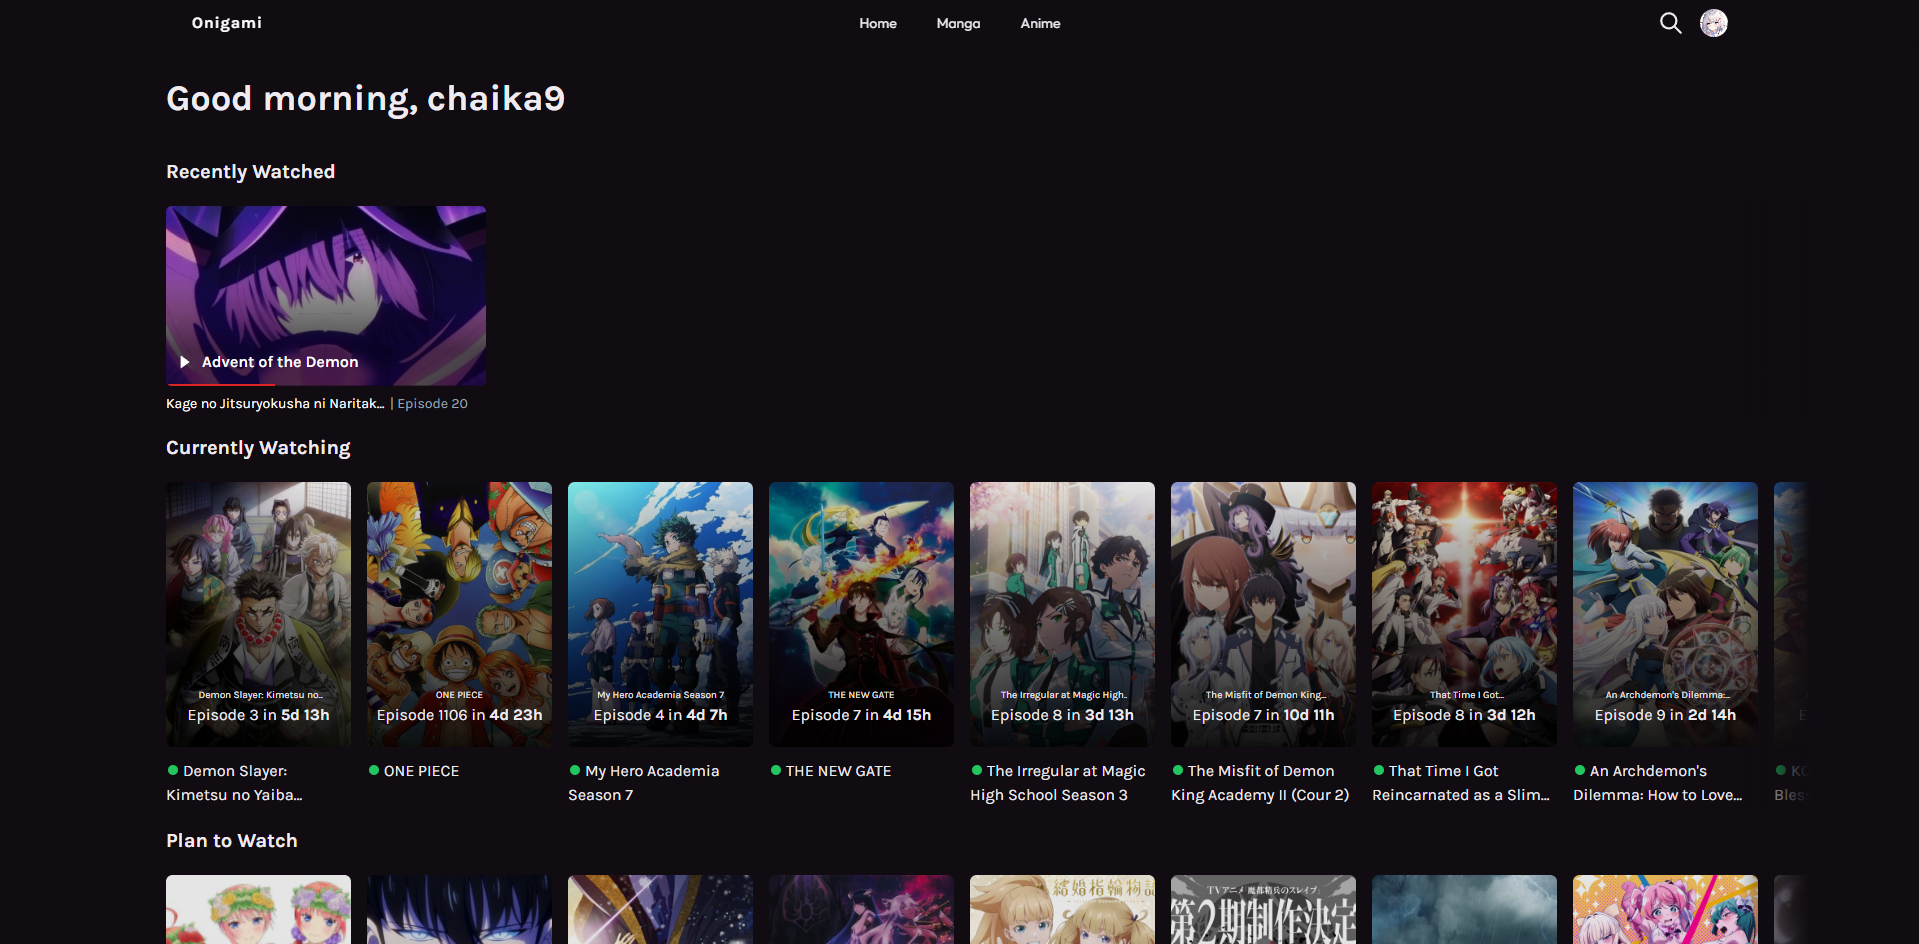 Onigami
Home
Manga
Anime
Good morning, chaika9
Recently Watched
Advent of the Demon
Kage no Jitsuryokusha ni Naritak... | Episode 20
Currently Watching
Demon Slayer: Kimetsu no...
Episode 3 in 5d 13h
Demon Slayer:
Kimetsu no Yaiba...
ONE PIECE
Episode 1106 in 4d 23h
ONE PIECE
My Hero Academia Season 7
Episode 4 in 4d 7h
My Hero Academia
Season 7
THE NEW GATE
Episode 7 in 4d 15h
THE NEW GATE
The Irregular at Magic High...
Episode 8 in 3d 13h
The Irregular at Magic
High School Season 3
The Misfit of Demon King...
Episode 7 in 10d 11h
The Misfit of Demon
King Academy II (Cour 2)
That Time I Got...
Episode 8 in 3d 12h
That Time I Got
Reincarnated as a Slim...
An Archdemon's Dilemma:...
Episode 9 in 2d 14h
An Archdemon's
Dilemma: How to Love...
Plan to Watch
結婚指輪物語
TVアニメ 魔都精兵のスレイブ
第2期制作決定